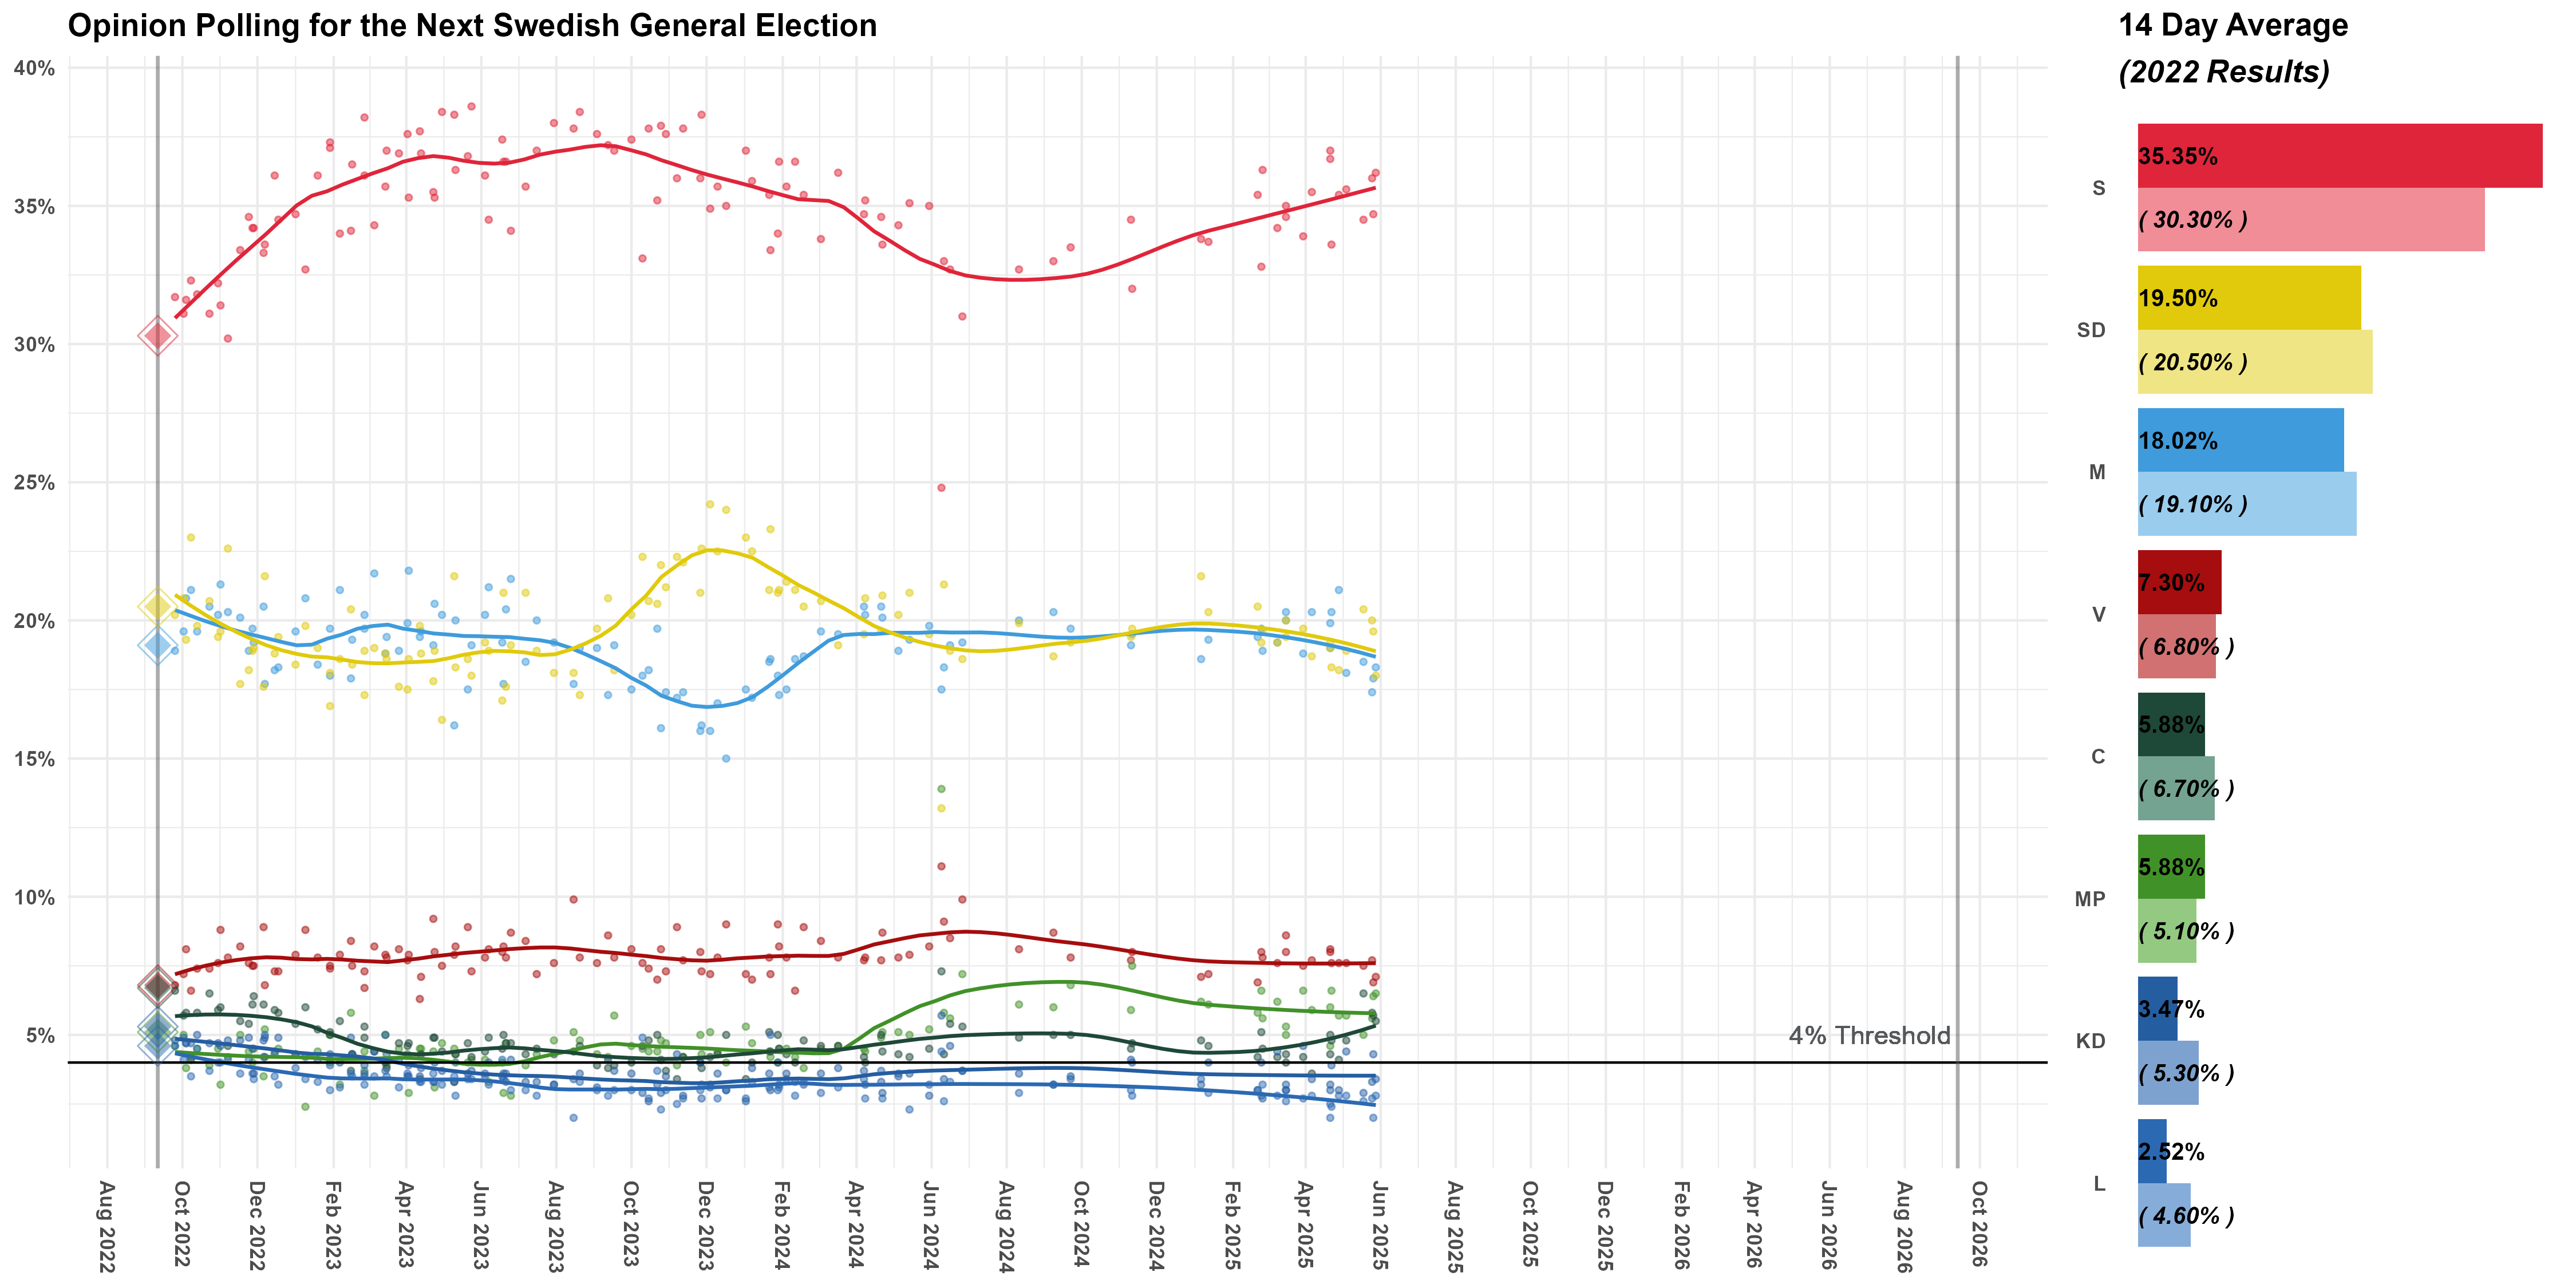 Opinion Polling for the Next Swedish General Election
40%
35%
30%
25%
20%
15%
10%
5%
4% Threshold
Aug 2022
Oct 2022
Dec 2022
Feb 2023
Apr 2023
Jun 2023
Aug 2023
Oct 2023
Dec 2023
Feb 2024
Apr 2024
Jun 2024
Aug 2024
Oct 2024
Dec 2024
Feb 2025
Apr 2025
Jun 2025
Aug 2025
Oct 2025
Dec 2025
Feb 2026
Apr 2026
Jun 2026
Aug 2026
Oct 2026
14 Day Average
(2022 Results)
S
35.35%
( 30.30% )
SD
19.50%
( 20.50% )
M
18.02%
( 19.10% )
V
7.30%
( 6.80% )
C
5.88%
( 6.70% )
MP
5.88%
( 5.10% )
KD
3.47%
( 5.30% )
L
2.52%
( 4.60% )